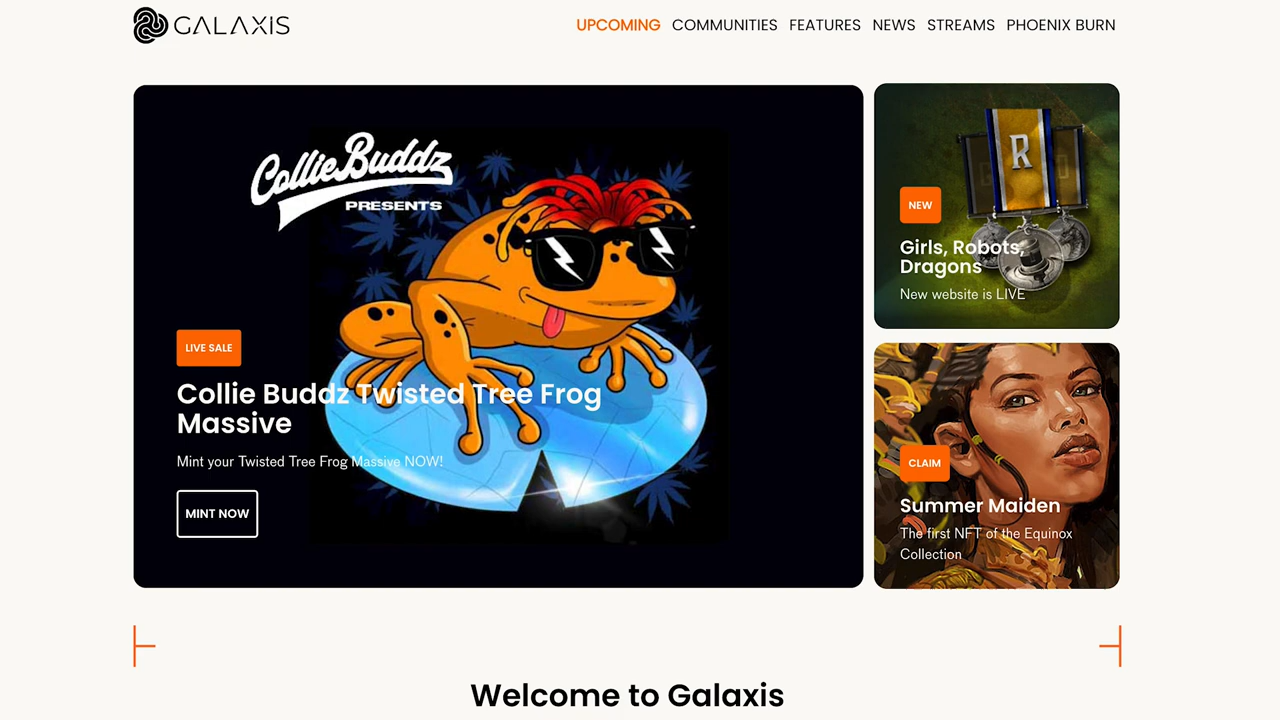 GALAXIS
UPCOMING COMMUNITIES FEATURES NEWS STREAMS PHOENIX BURN
Collie Buddz
PRESENTS
LIVE SALE
Collie Buddz Twisted Tree Frog
Massive
Mint your Twisted Tree Frog Massive NOW!
MINT NOW
R
NEW
Girls, Robots,
Dragons
New website is LIVE
CLAIM
Summer Maiden
The first NFT of the Equinox
Collection
Welcome to Galaxis